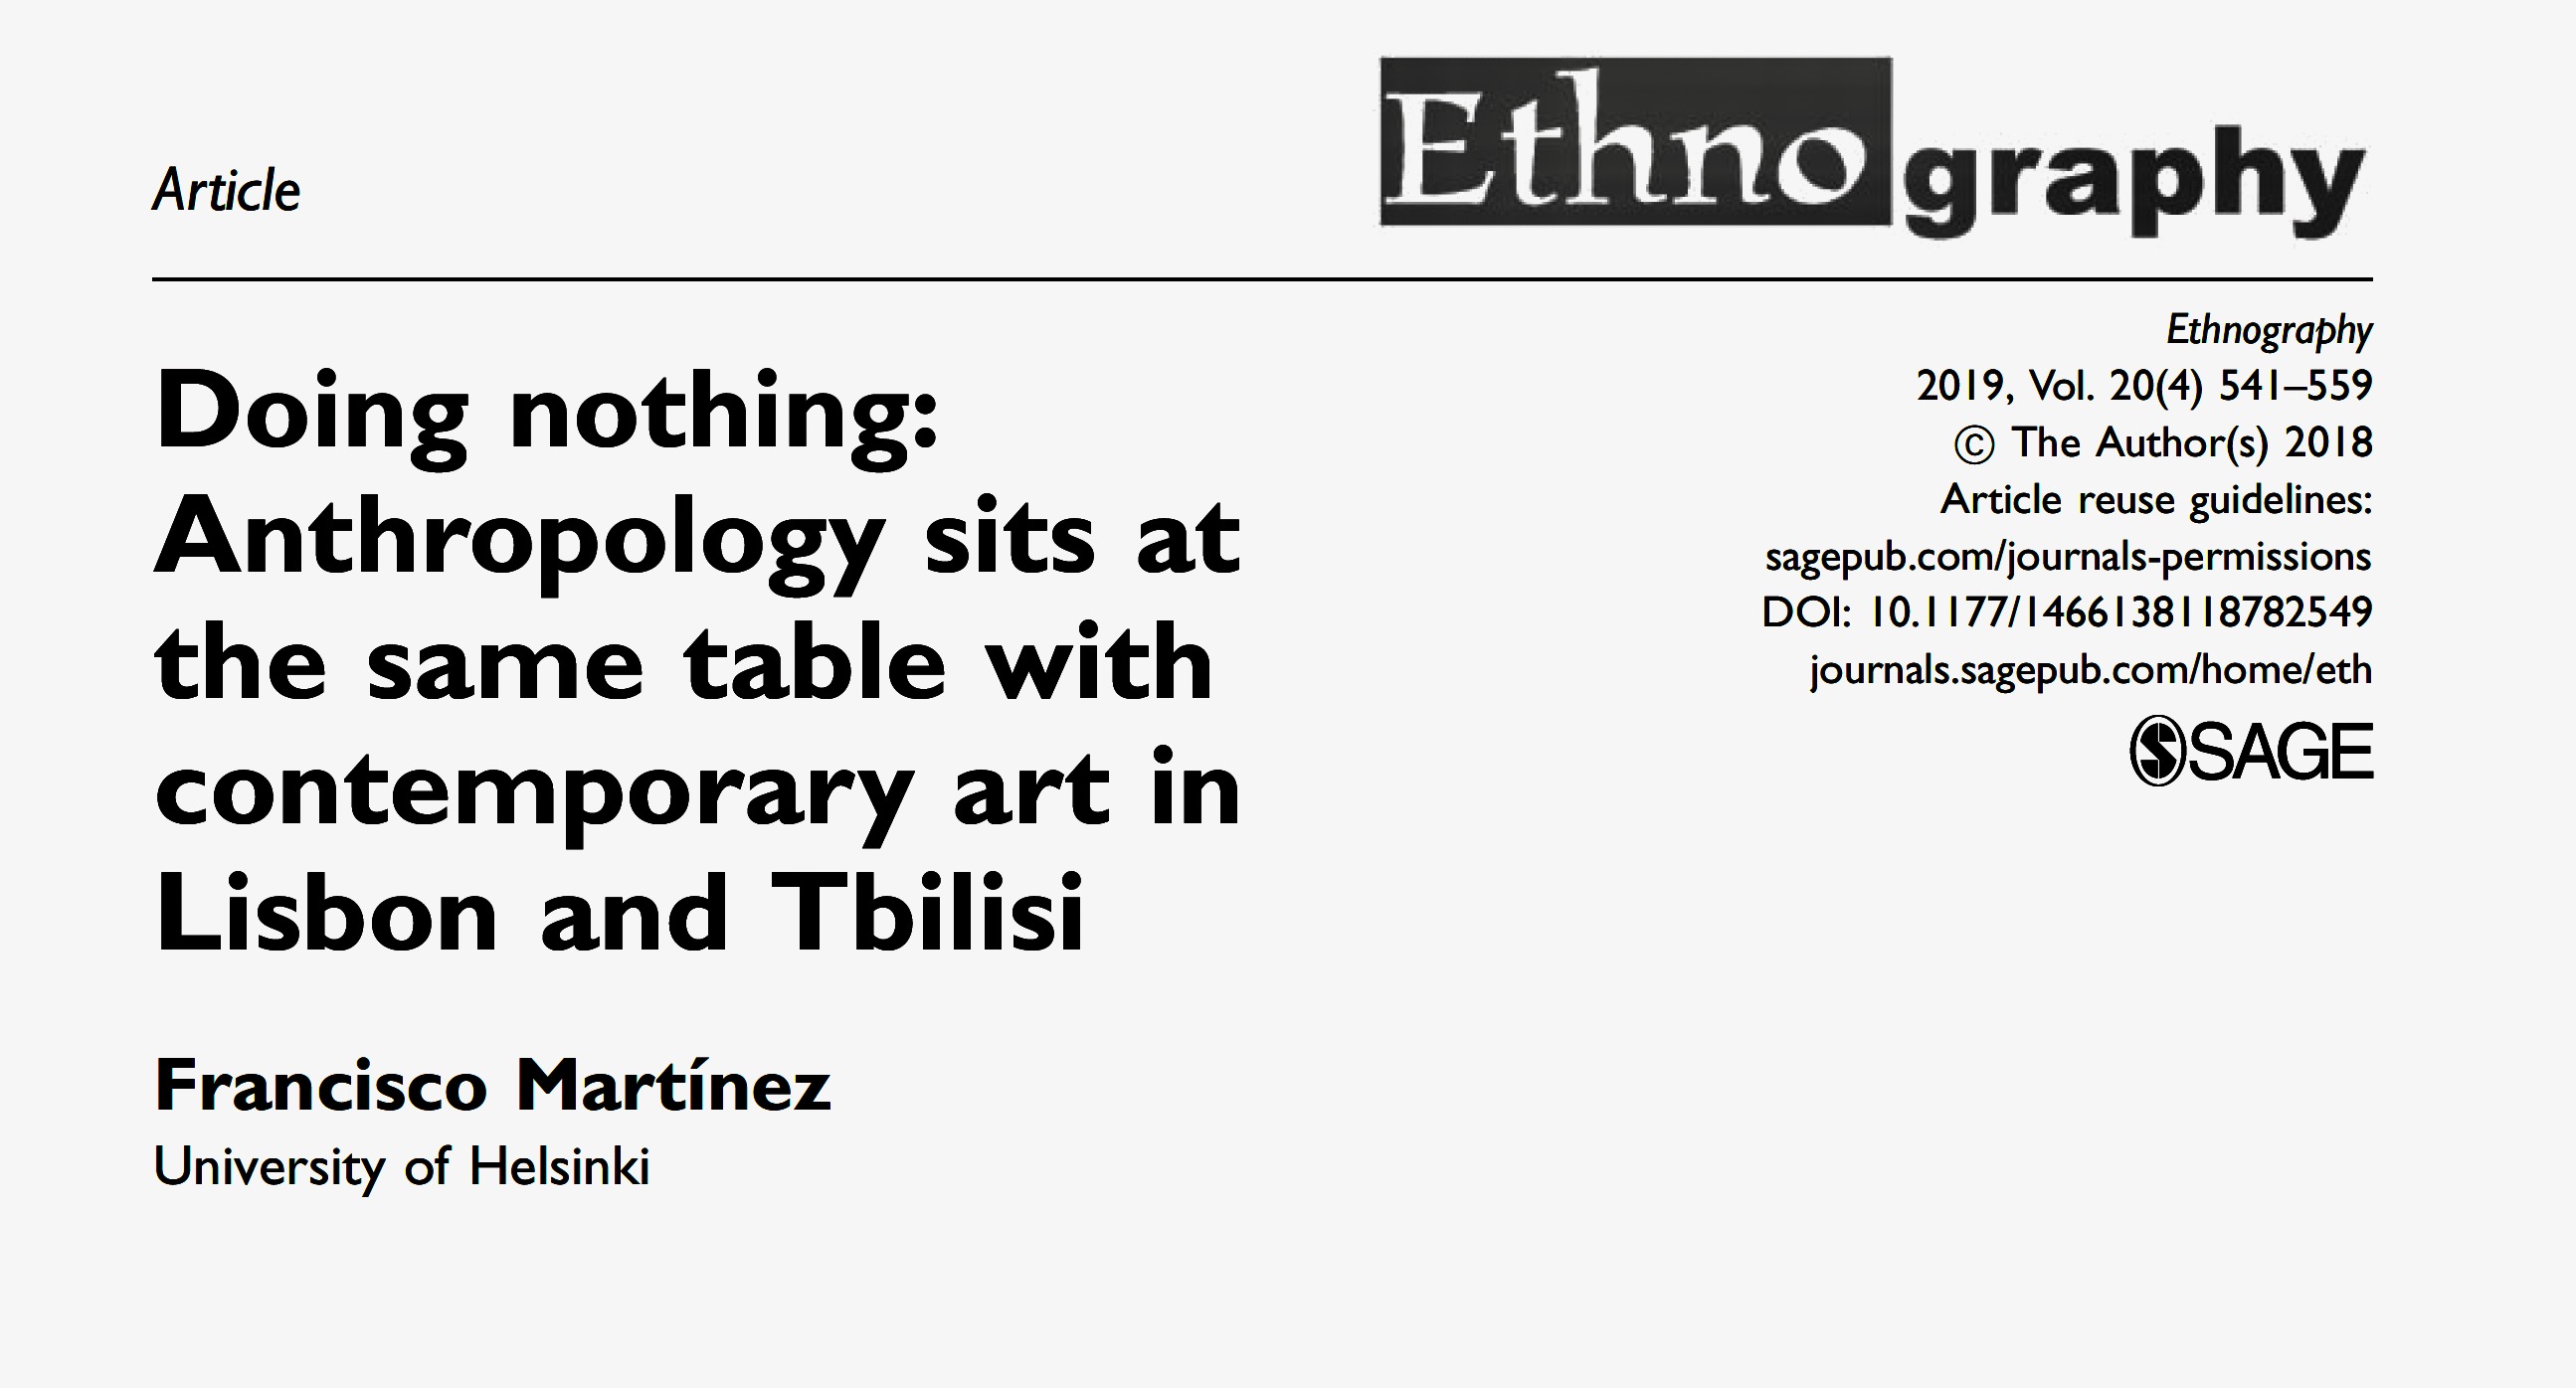 Article
Ethnography
Ethnography
2019, Vol. 20(4) 541–559
© The Author(s) 2018
Article reuse guidelines:
sagepub.com/journals-permissions
DOI: 10.1177/1466138118782549
journals.sagepub.com/home/eth
SAGE
Doing nothing:
Anthropology sits at
the same table with
contemporary art in
Lisbon and Tbilisi
Francisco Martínez
University of Helsinki